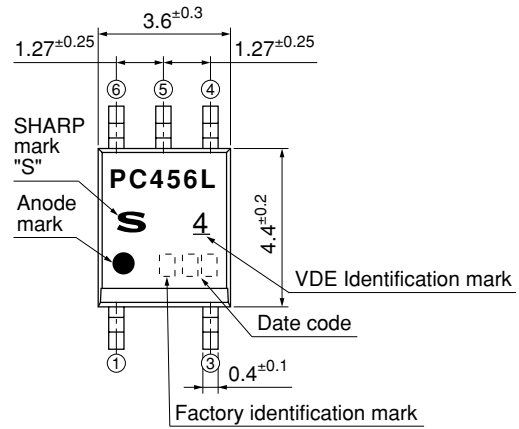 3.6±0.3
1.27±0.25 1.27±0.25
⑥ ⑤ ④
SHARP
mark
"S"
PC456L
S
Anode
mark
4
4.4±0.2
VDE Identification mark
Date code
① ③
0.4±0.1
Factory identification mark